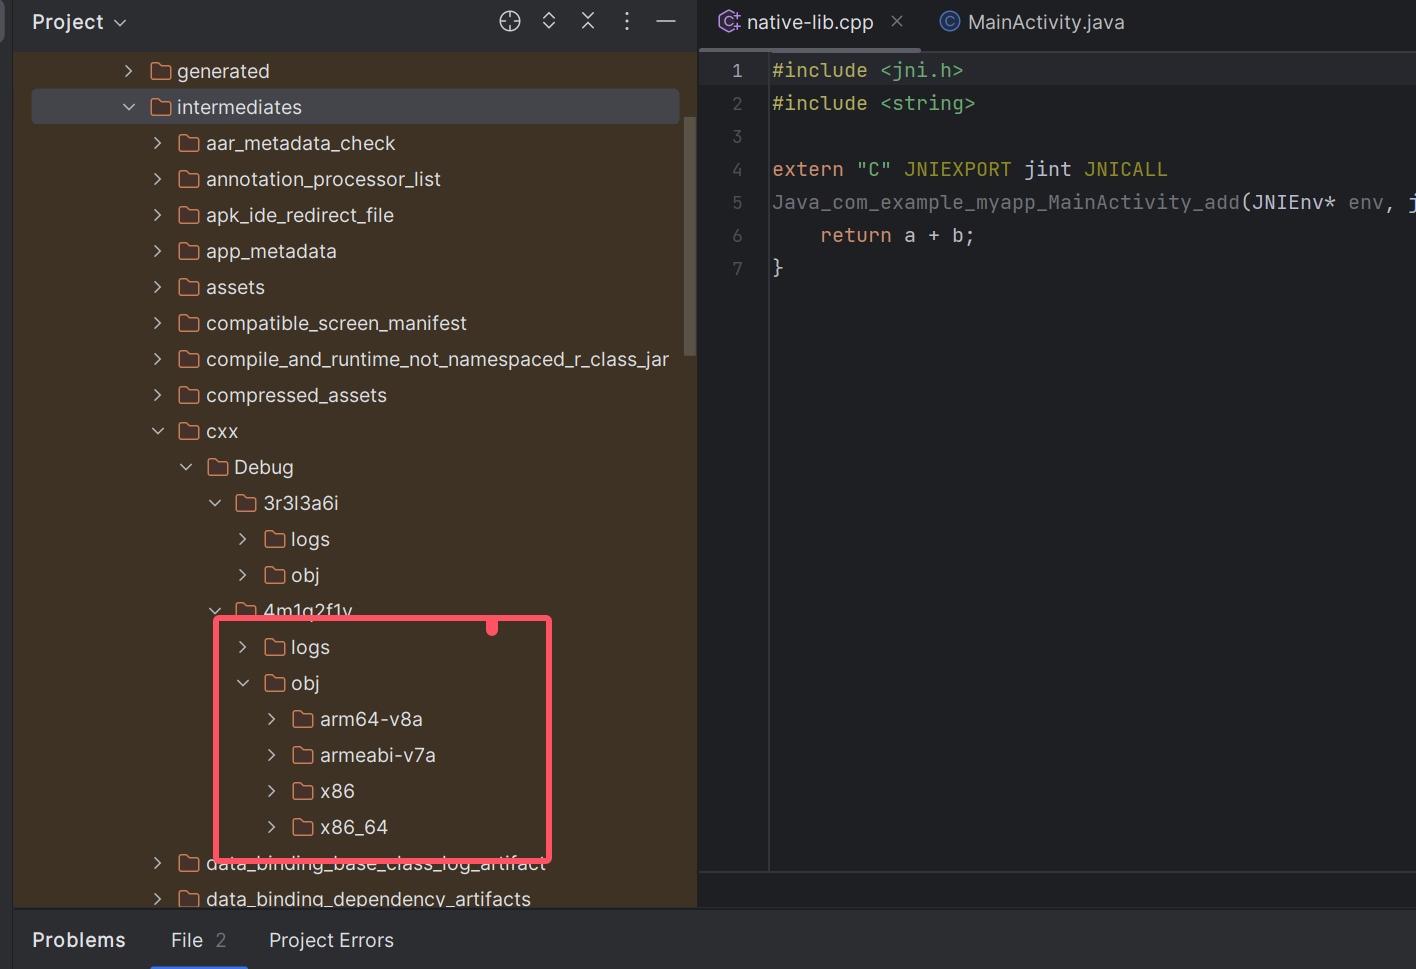 Project
generated
intermediates
aar_metadata_check
annotation_processor_list
apk_ide_redirect_file
app_metadata
assets
compatible_screen_manifest
compile_and_runtime_not_namespaced_r_class_jar
compressed_assets
cxx
Debug
3r3l3a6i
logs
obj
4m1q2f1v
logs
obj
arm64-v8a
armeabi-v7a
x86
x86_64
data_binding_base_class_log_artifact
data_binding_dependency_artifacts
native-lib.cpp
MainActivity.java
1 #include <jni.h>
2 #include <string>
3
4 extern "C" JNIEXPORT jint JNICALL
5 Java_com_example_myapp_MainActivity_add(JNIEnv* env, j
6 return a + b;
7 }
Problems File 2 Project Errors